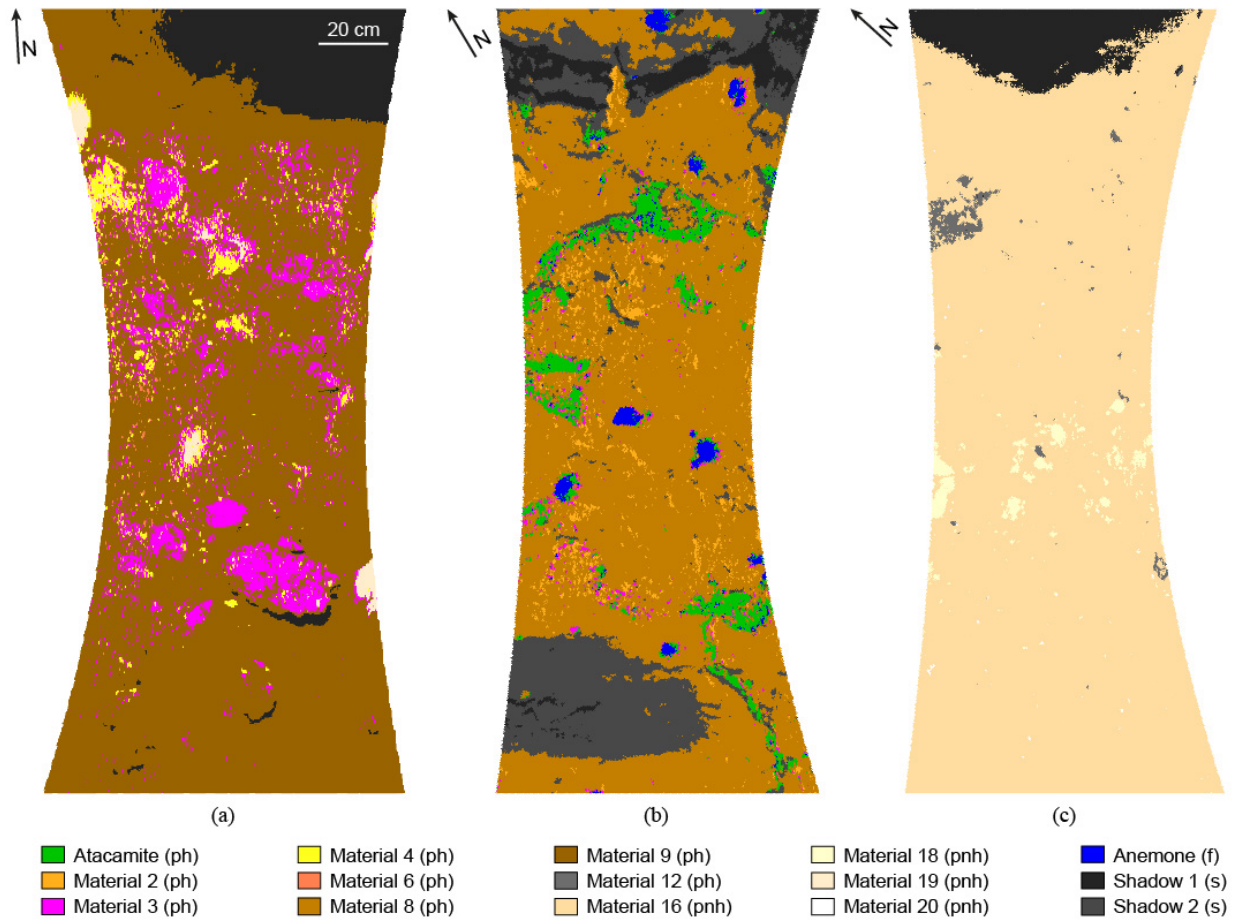 N
20 cm
N
N
(a)
(b)
(c)
Atacamite (ph)
Material 4 (ph)
Material 9 (ph)
Material 18 (pnh)
Anemone (f)
Material 2 (ph)
Material 6 (ph)
Material 12 (ph)
Material 19 (pnh)
Shadow 1 (s)
Material 3 (ph)
Material 8 (ph)
Material 16 (pnh)
Material 20 (pnh)
Shadow 2 (s)